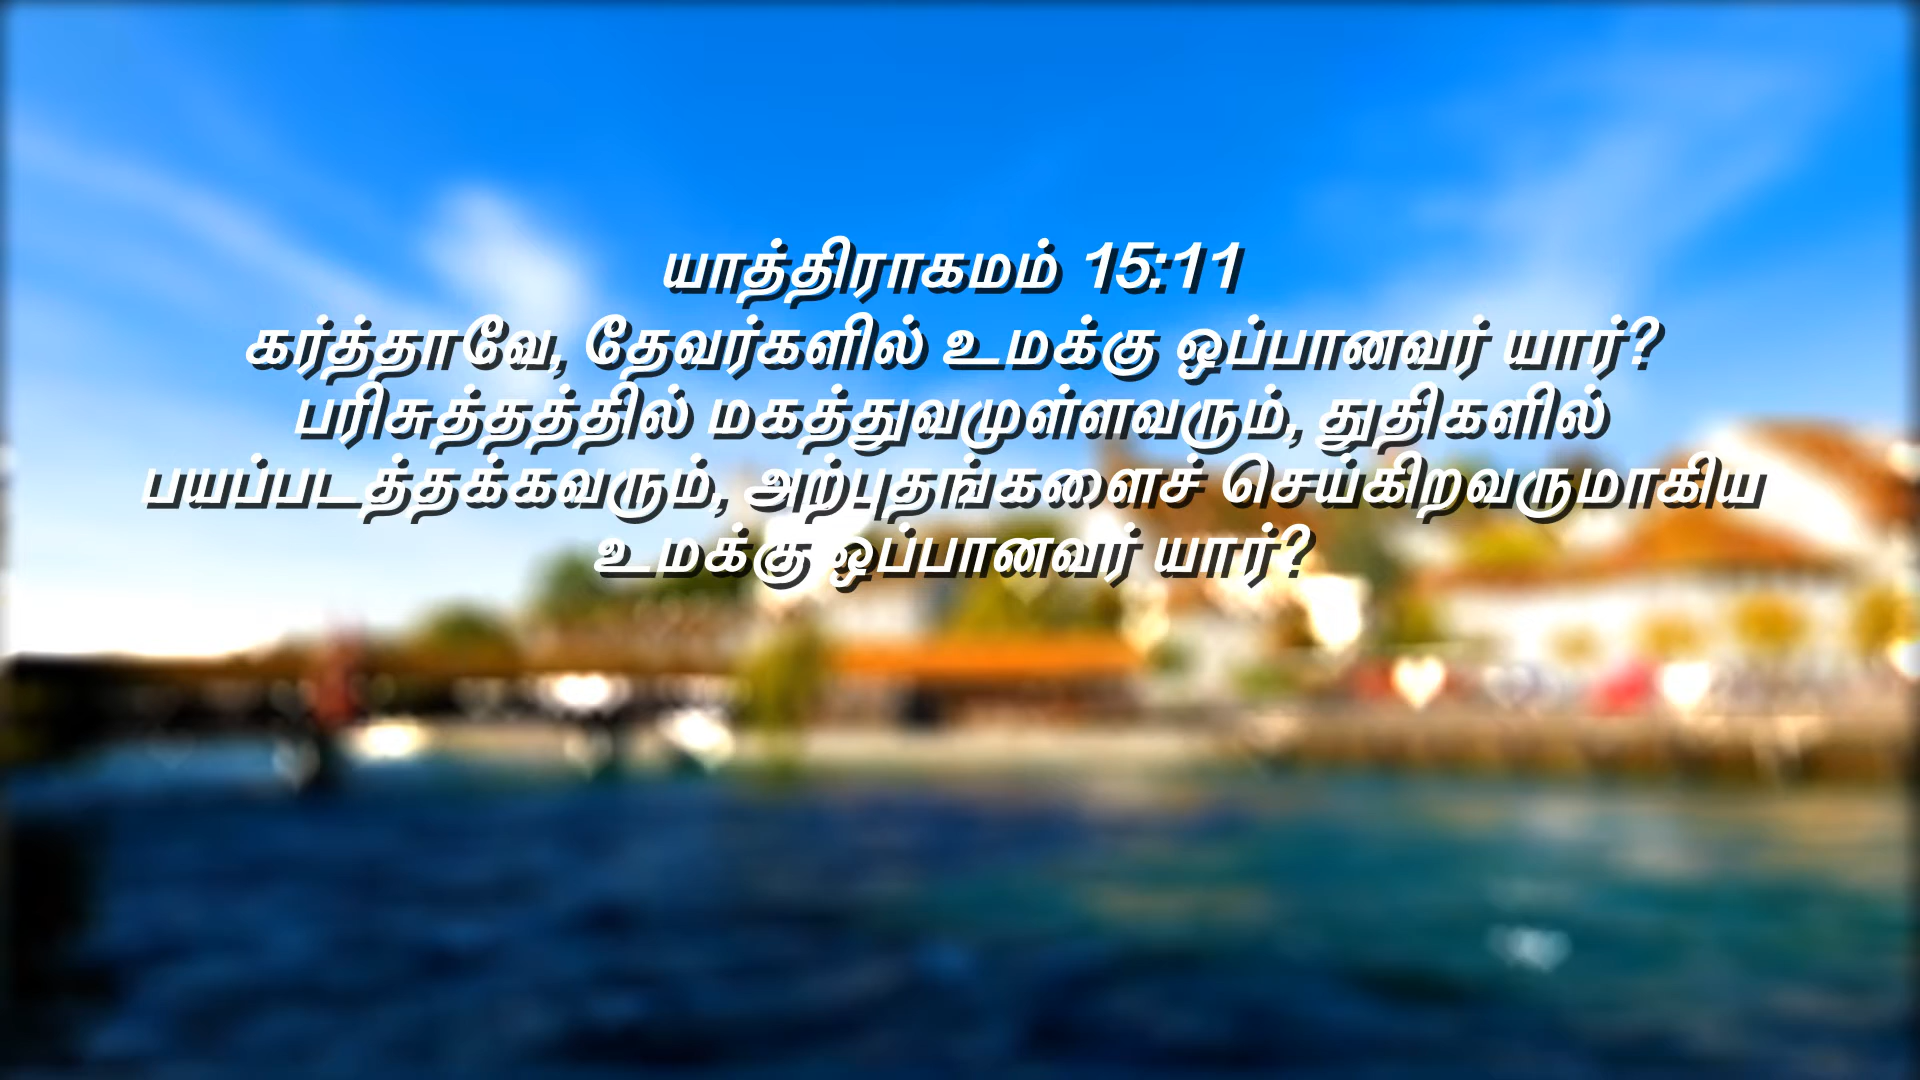 யாத்திராகமம் 15:11
கர்த்தாவே, தேவர்களில் உமக்கு ஒப்பானவர் யார்?
பரிசுத்தத்தில் மகத்துவமுள்ளவரும், துதிகளில்
பயப்படத்தக்கவரும், அற்புதங்களைச் செய்கிறவருமாகிய
உமக்கு ஒப்பானவர் யார்?